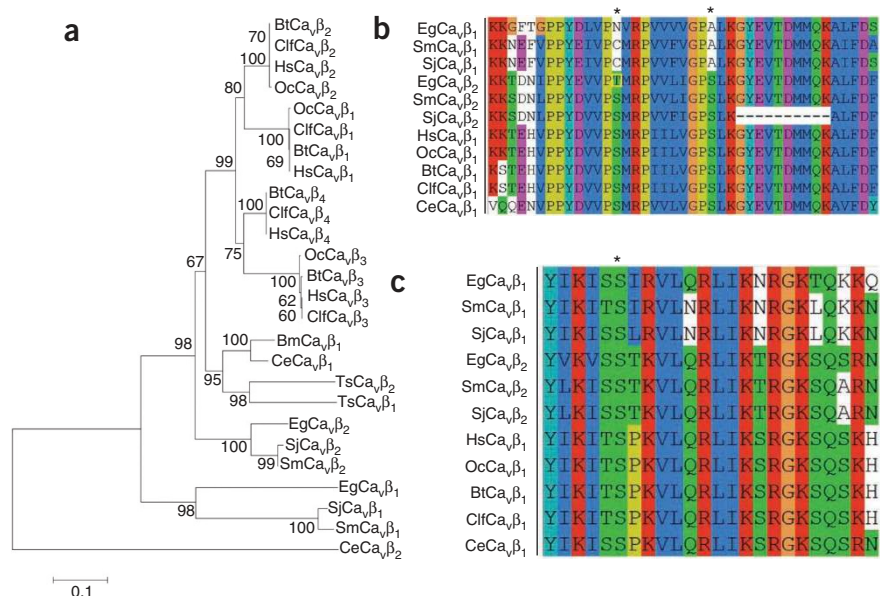 a
BtCavβ2
70
ClfCavβ2
100
HsCavβ2
OcCavβ2
80
OcCavβ1
ClfCavβ1
100
BtCavβ1
69
HsCavβ1
99
BtCavβ4
100
ClfCavβ4
HsCavβ4
67
75
OcCavβ3
BtCavβ3
100
HsCavβ3
62
60
ClfCavβ3
98
100
BmCavβ1
CeCavβ1
95
TsCavβ2
98
TsCavβ1
EgCavβ2
100
SjCavβ2
99
SmCavβ2
EgCavβ1
98
SjCavβ1
100
SmCavβ1
CeCavβ2
0.1
b
* *
EgCavβ1 KKGFTGPPYDLVPNVRPVVVVGPALKGYEVTDMMQKALFDS
SmCavβ1 KKNEFVPPYEIVPCMRPVVFVGPALKGYEVTDMMQKAIFDA
SjCavβ1 KKNEFVPPYEVVPCMRPVVFVGPALKGYEVTDMMQKALFDS
EgCavβ2 KKTDNLPPYEVVPTMRPVVLIGPSLKGYEVTDMMQKALFDF
SmCavβ2 KKSDNLPPYDVVPSMRPVVFIGPSLKGYEVTDMMQKALFDF
SjCavβ2 KKSDNLPPYDVVPSMRPVVFIGPSLKG----------ALFDF
HsCavβ1 KKTEHVPPYDVVPSMRPIILVGPSLKGYEVTDMMQKALFDF
OcCavβ1 KKTEHVPPYDVVPSMRPIILVGPSLKGYEVTDMMQKALFDF
BtCavβ1 KSTEHVPPYDVVPSMRPIILVGPSLKGYEVTDMMQKALFDF
ClfCavβ1 KSTEHVPPYDVVPSMRPIILVGPSLKGYEVTDMMQKALFDF
CeCavβ1 VQQENVPPYDVVPSMRPVVLVGPSLKGYEVTDMMQKAVFDY
c
*
EgCavβ1 YIKISSIRVLQRLIKNRGKTQKKQ
SmCavβ1 YIKITSIRVLNRLIKNRGKLQKKN
SjCavβ1 YIKISSLRVLNRLIKNRGKLQKKN
EgCavβ2 YVKVSSTKVLQRLIKTRGKSQSRN
SmCavβ2 YLKISSTKVLQRLIKTRGKSQARN
SjCavβ2 YLKISSTKVLQRLIKTRGKSQARN
HsCavβ1 YIKITSPKVLQRLIKSRGKSQSKH
OcCavβ1 YIKITSPKVLQRLIKSRGKSQSKH
BtCavβ1 YIKITSPKVLQRLIKSRGKSQSKH
ClfCavβ1 YIKITSPKVLQRLIKSRGKSQSKH
CeCavβ1 YIKISSPKVLQRLIKSRGKSQSRN